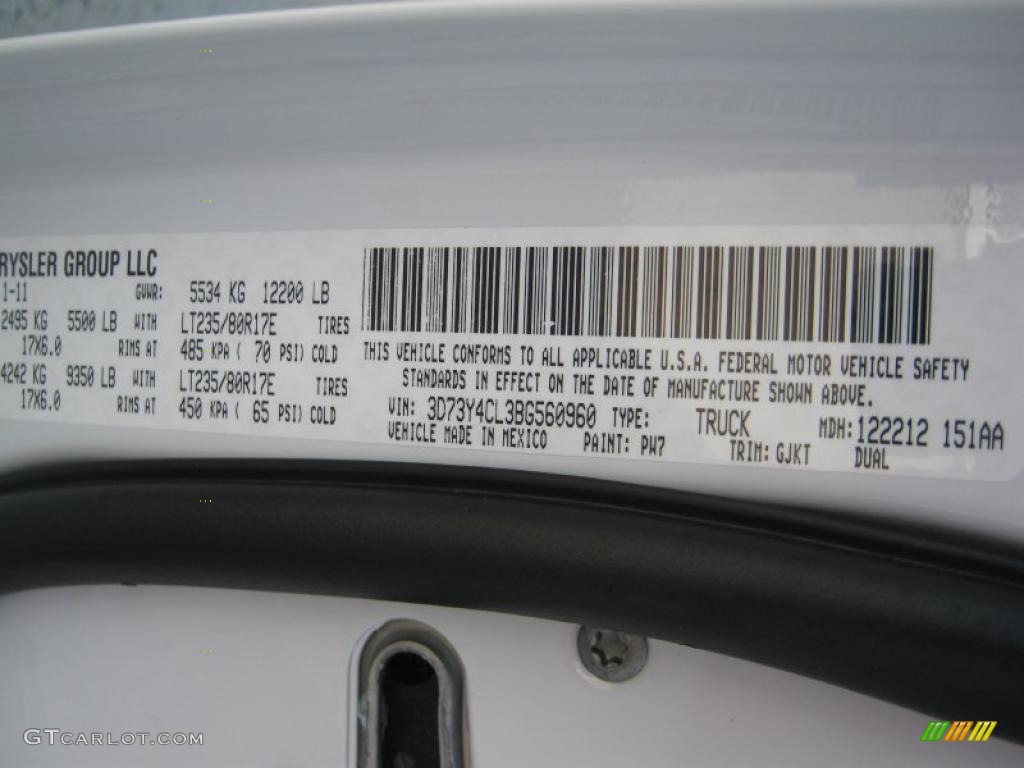 RYSLER GROUP LLC
1-11 GVWR: 5534 KG 12200 LB
2495 KG 5500 LB WITH LT235/80R17E TIRES
17X6.0 RIMS AT 485 KPA ( 70 PSI) COLD
4242 KG 9350 LB WITH LT235/80R17E TIRES
17X6.0 RIMS AT 450 KPA ( 65 PSI) COLD
THIS VEHICLE CONFORMS TO ALL APPLICABLE U.S.A. FEDERAL MOTOR VEHICLE SAFETY
STANDARDS IN EFFECT ON THE DATE OF MANUFACTURE SHOWN ABOVE.
VIN: 3D73Y4CL3BG560960 TYPE: TRUCK MDH: 122212 151AA
VEHICLE MADE IN MEXICO PAINT: PW7 TRIM: GJKT DUAL
GTCARLOT.COM